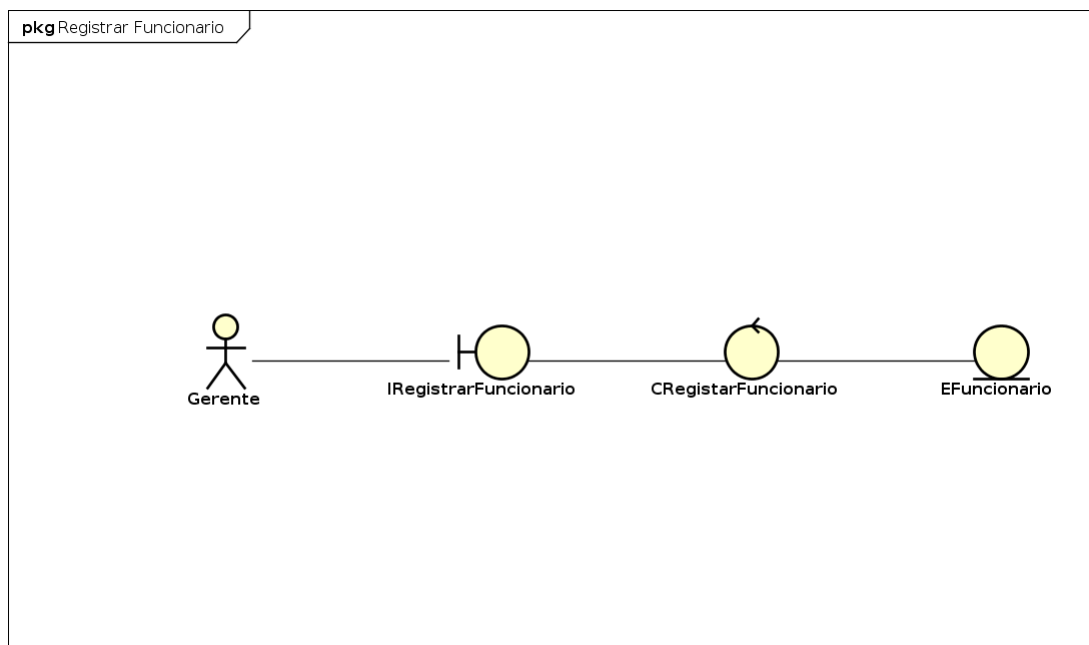 pkg Registrar Funcionario
Gerente
IRegistrarFuncionario
CRegistarFuncionario
EFuncionario